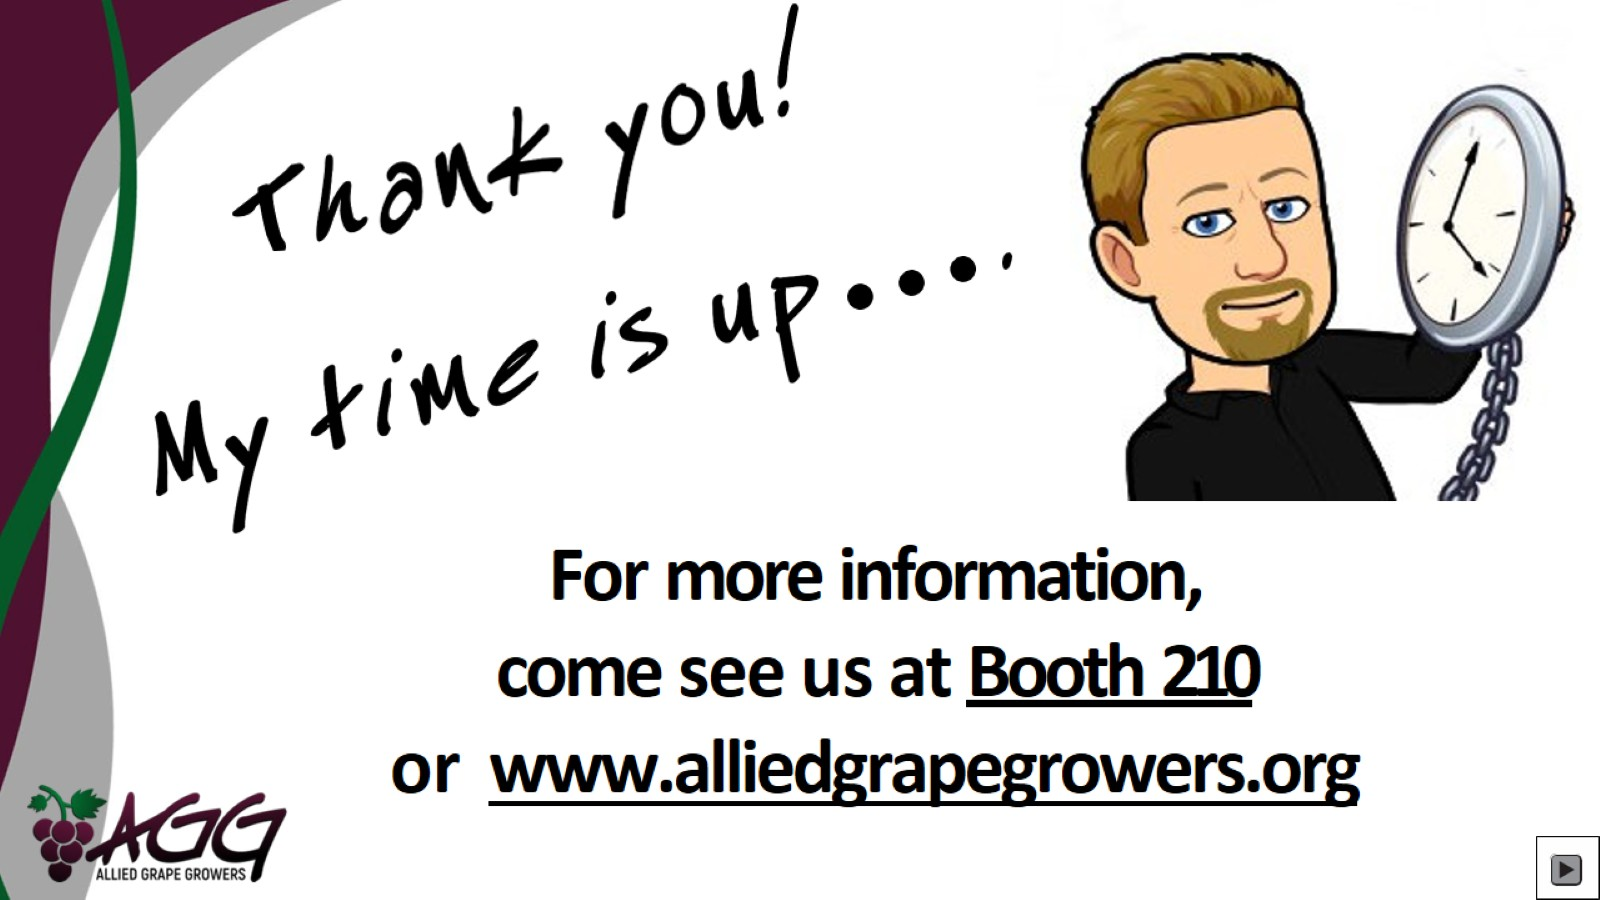 Thank you!
My time is up....
For more information,
come see us at Booth 210
or www.alliedgrapegrowers.org
AGG
ALLIED GRAPE GROWERS